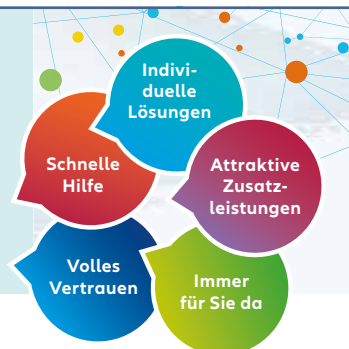 Indivi-
duelle
Lösungen
Schnelle
Hilfe
Attraktive
Zusatz-
leistungen
Volles
Vertrauen
Immer
für Sie da